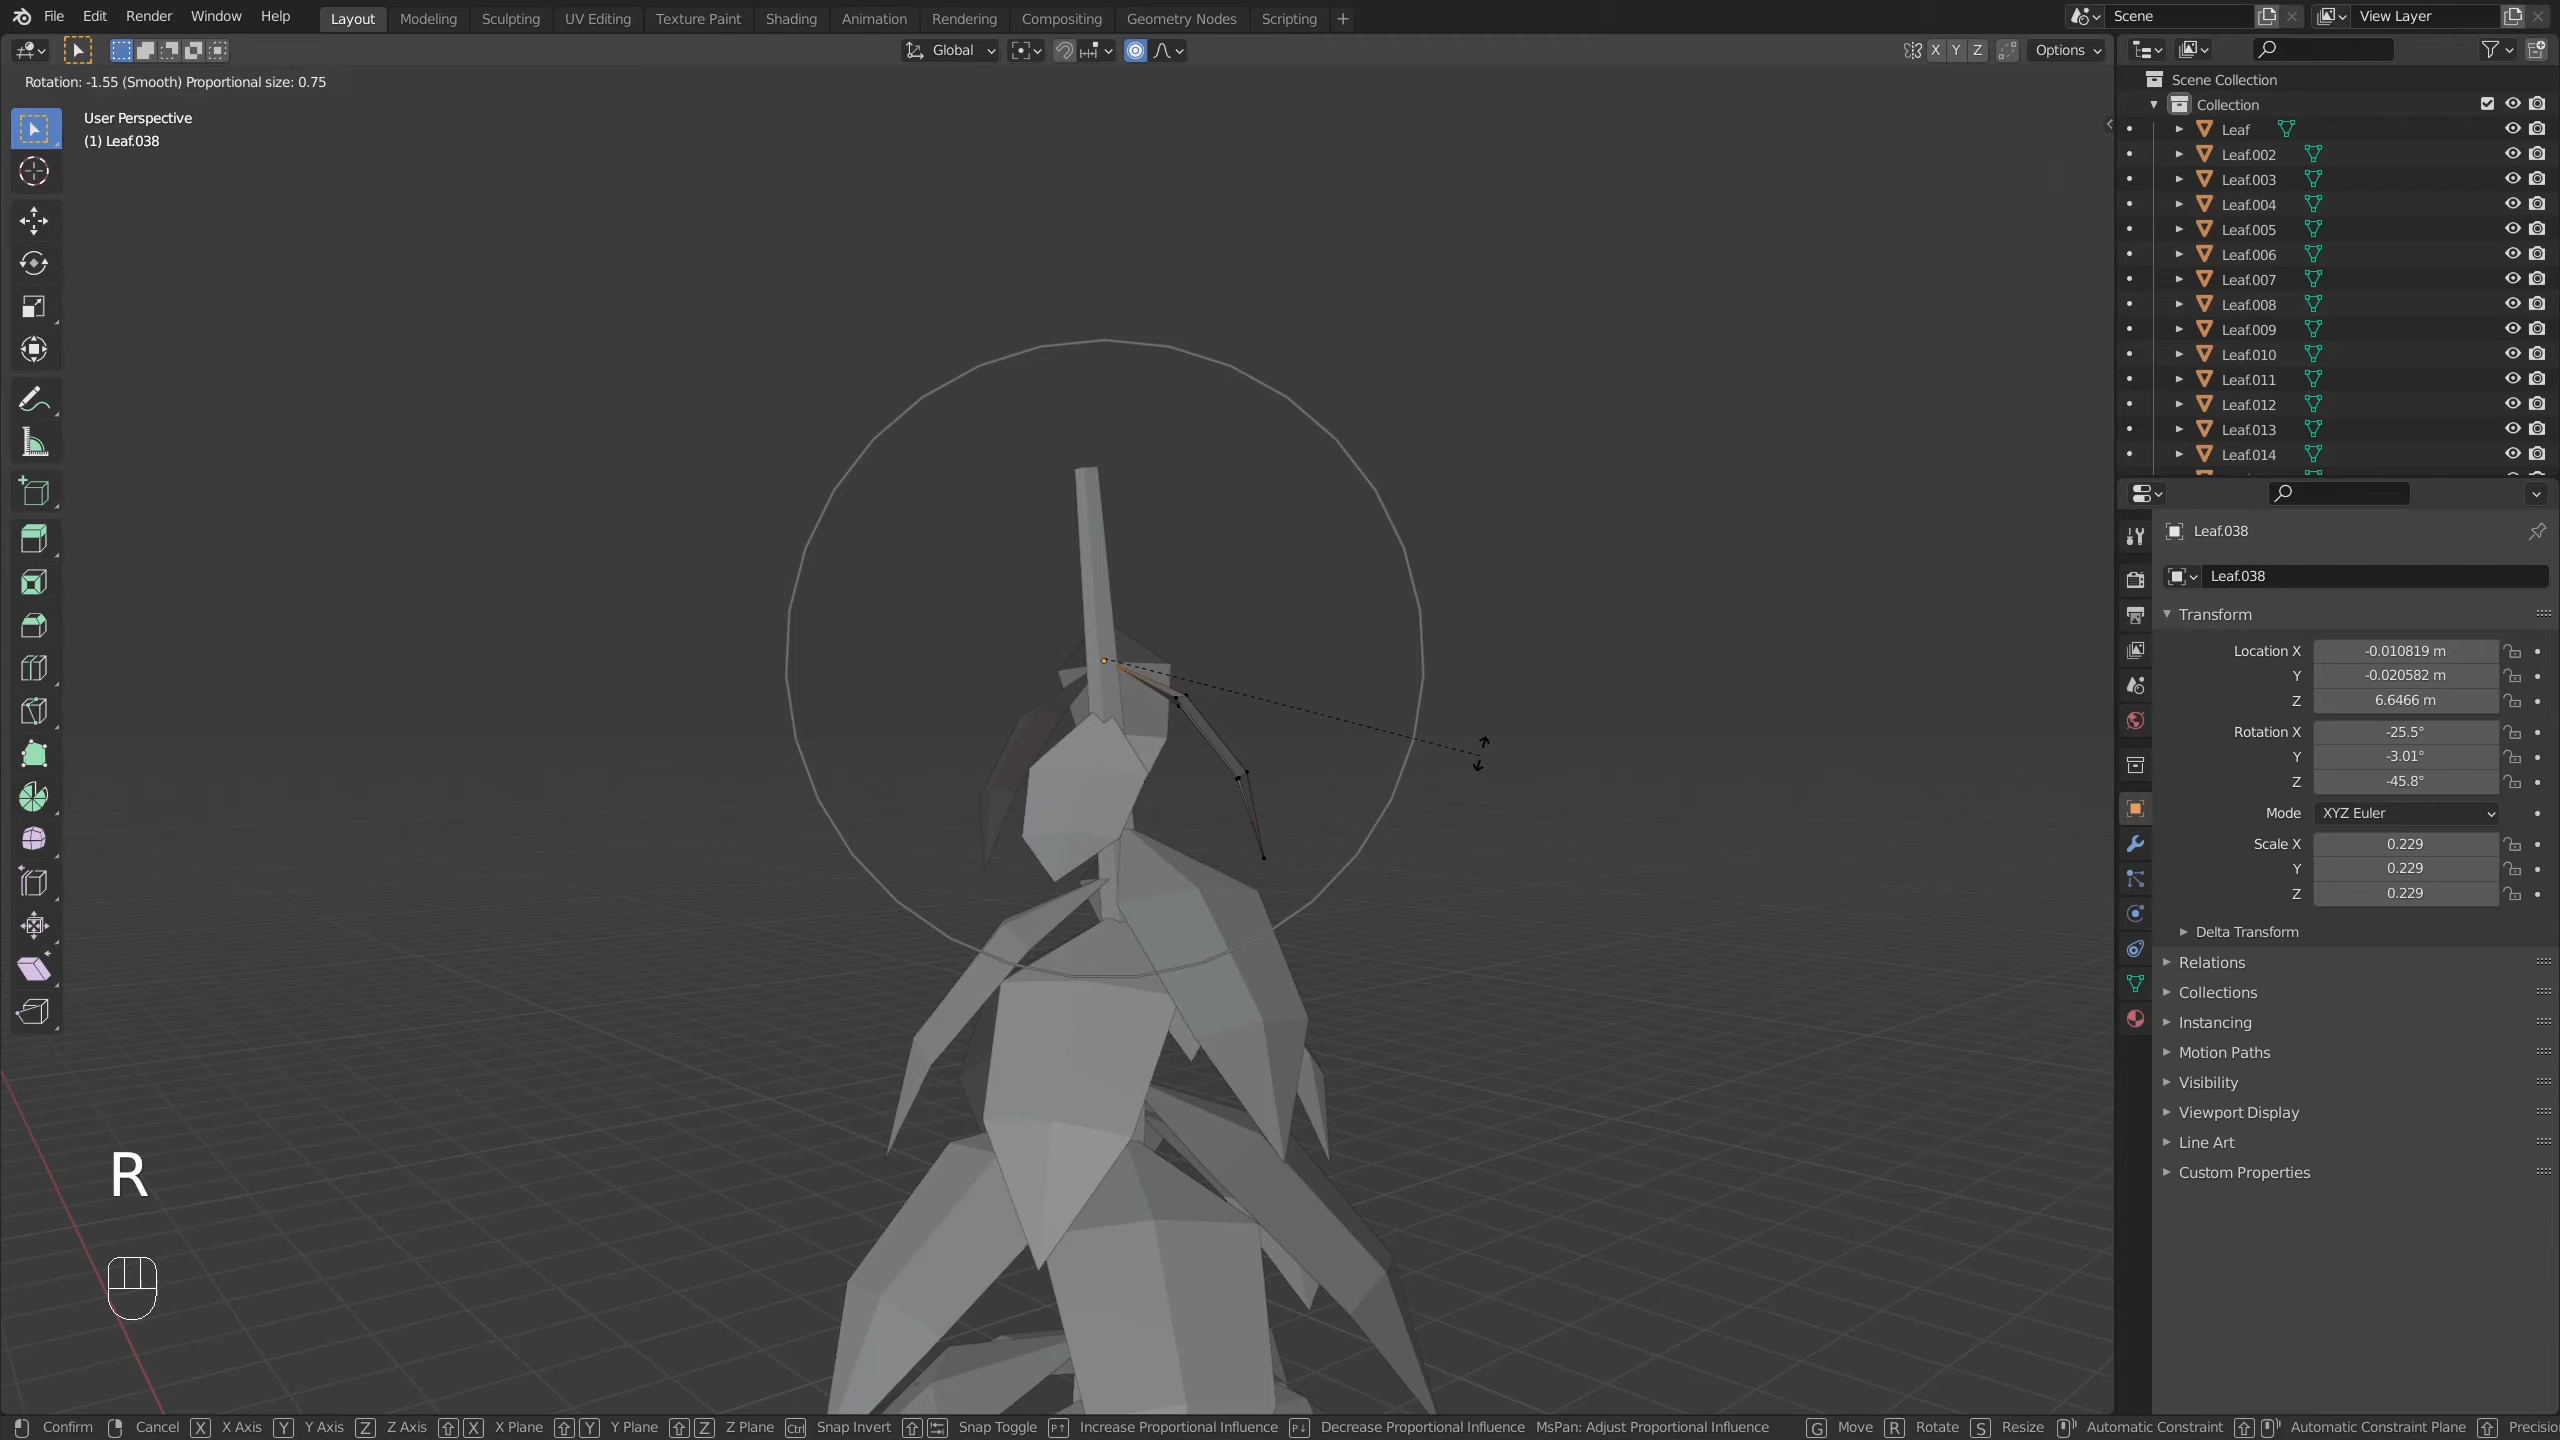 File Edit Render Window Help Layout Modeling Sculpting UV Editing Texture Paint Shading Animation Rendering Compositing Geometry Nodes Scripting + Scene View Layer
Global X Y Z Options
Rotation: -1.55 (Smooth) Proportional size: 0.75
User Perspective
(1) Leaf.038
Scene Collection
Collection
Leaf
Leaf.002
Leaf.003
Leaf.004
Leaf.005
Leaf.006
Leaf.007
Leaf.008
Leaf.009
Leaf.010
Leaf.011
Leaf.012
Leaf.013
Leaf.014
Leaf.038
Leaf.038
Transform
Location X -0.010819 m
Y -0.020582 m
Z 6.6466 m
Rotation X -25.5°
Y -3.01°
Z -45.8°
Mode XYZ Euler
Scale X 0.229
Y 0.229
Z 0.229
Delta Transform
Relations
Collections
Instancing
Motion Paths
Visibility
Viewport Display
Line Art
Custom Properties
R
Confirm Cancel X X Axis Y Y Axis Z Z Axis X X Plane Y Y Plane Z Z Plane Ctrl Snap Invert Snap Toggle Increase Proportional Influence Decrease Proportional Influence MsPan: Adjust Proportional Influence G Move R Rotate S Resize Automatic Constraint Automatic Constraint Plane Precisio